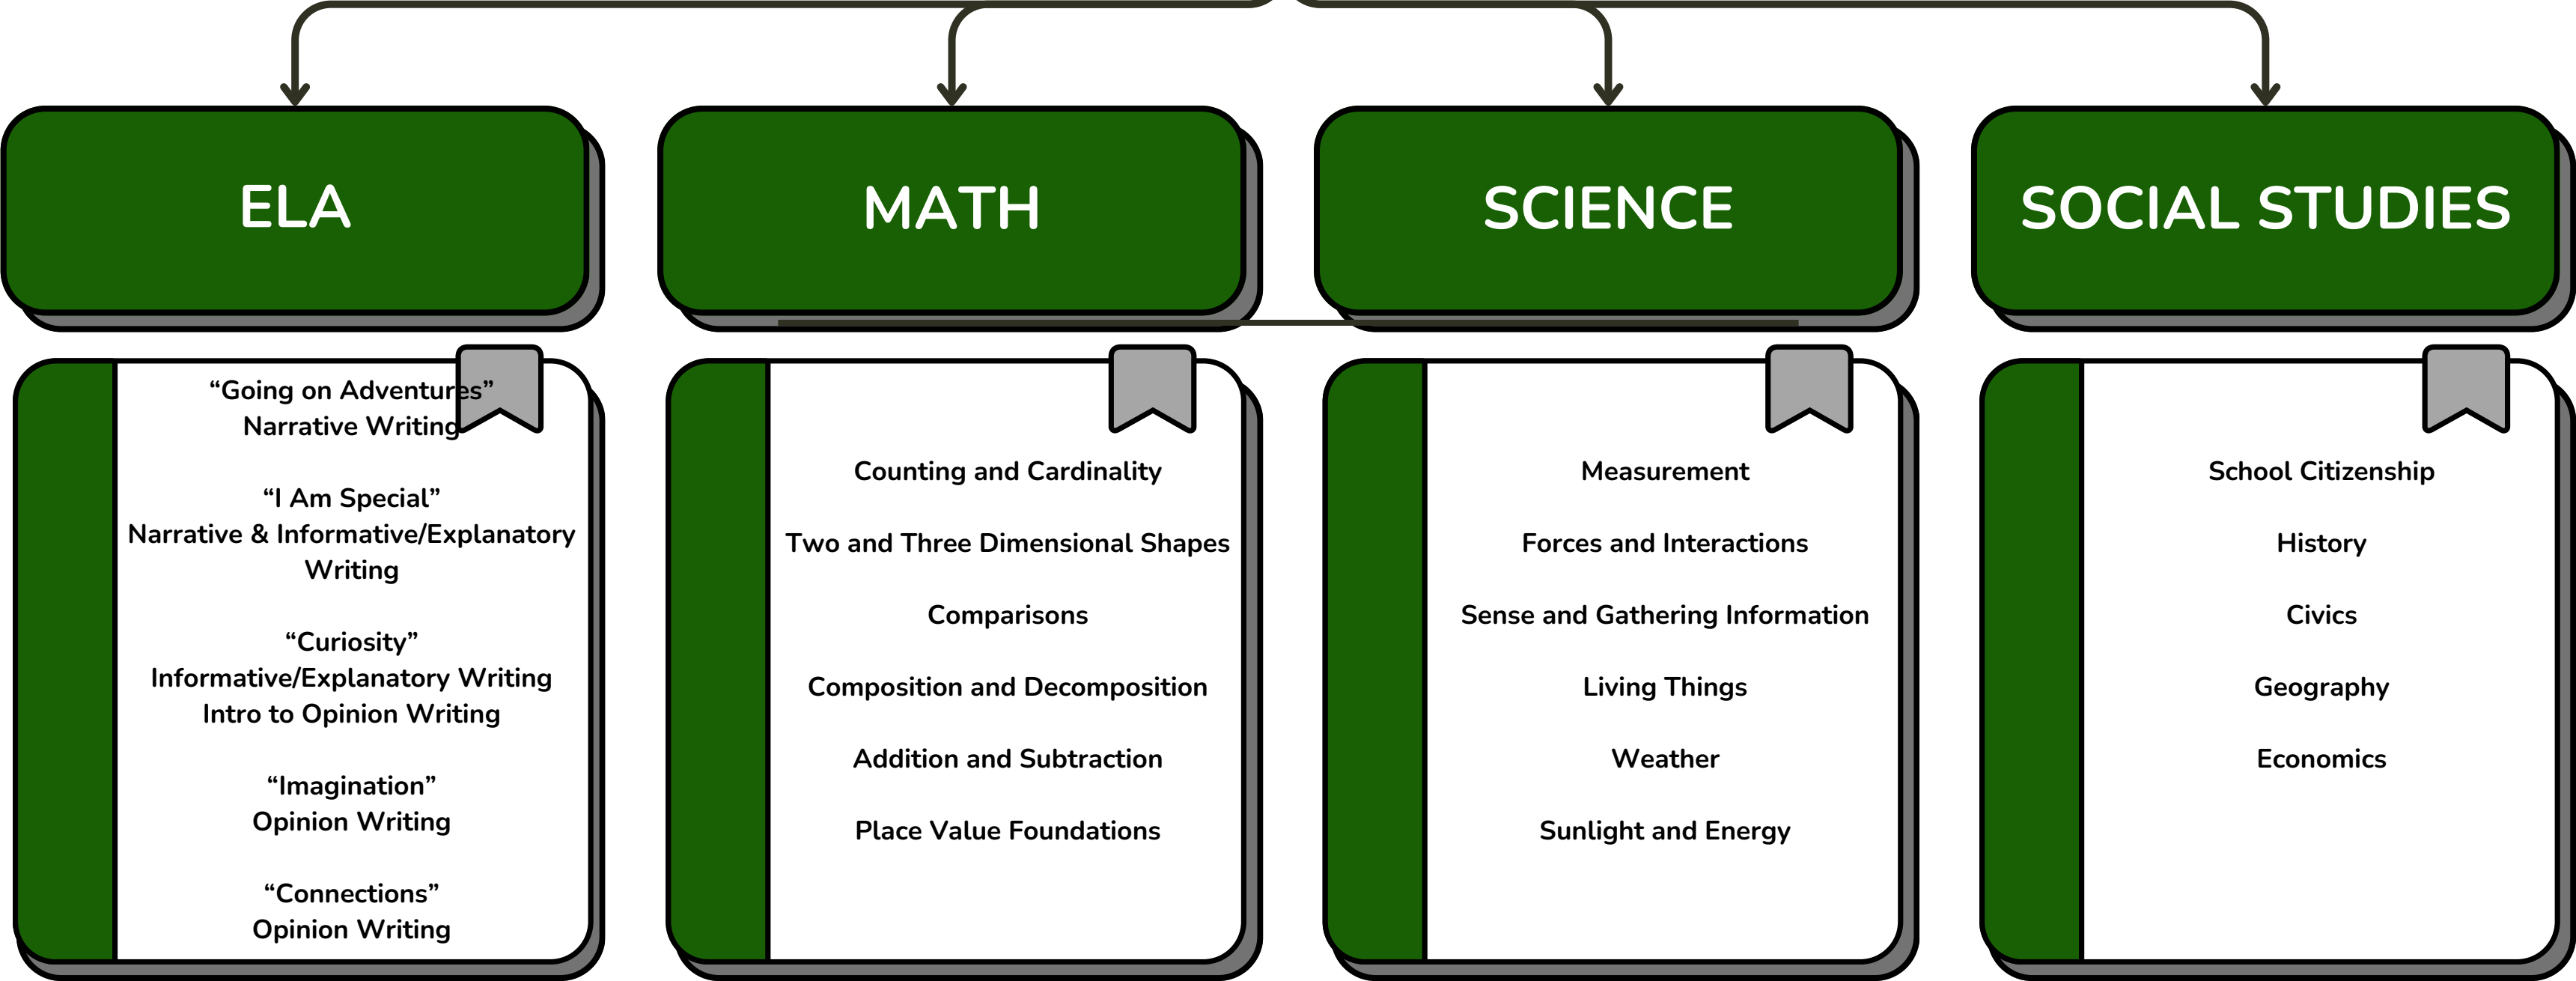 ELA
MATH
SCIENCE
SOCIAL STUDIES
“Going on Adventures”
Narrative Writing
“I Am Special”
Narrative & Informative/Explanatory
Writing
“Curiosity”
Informative/Explanatory Writing
Intro to Opinion Writing
“Imagination”
Opinion Writing
“Connections”
Opinion Writing
Counting and Cardinality
Two and Three Dimensional Shapes
Comparisons
Composition and Decomposition
Addition and Subtraction
Place Value Foundations
Measurement
Forces and Interactions
Sense and Gathering Information
Living Things
Weather
Sunlight and Energy
School Citizenship
History
Civics
Geography
Economics